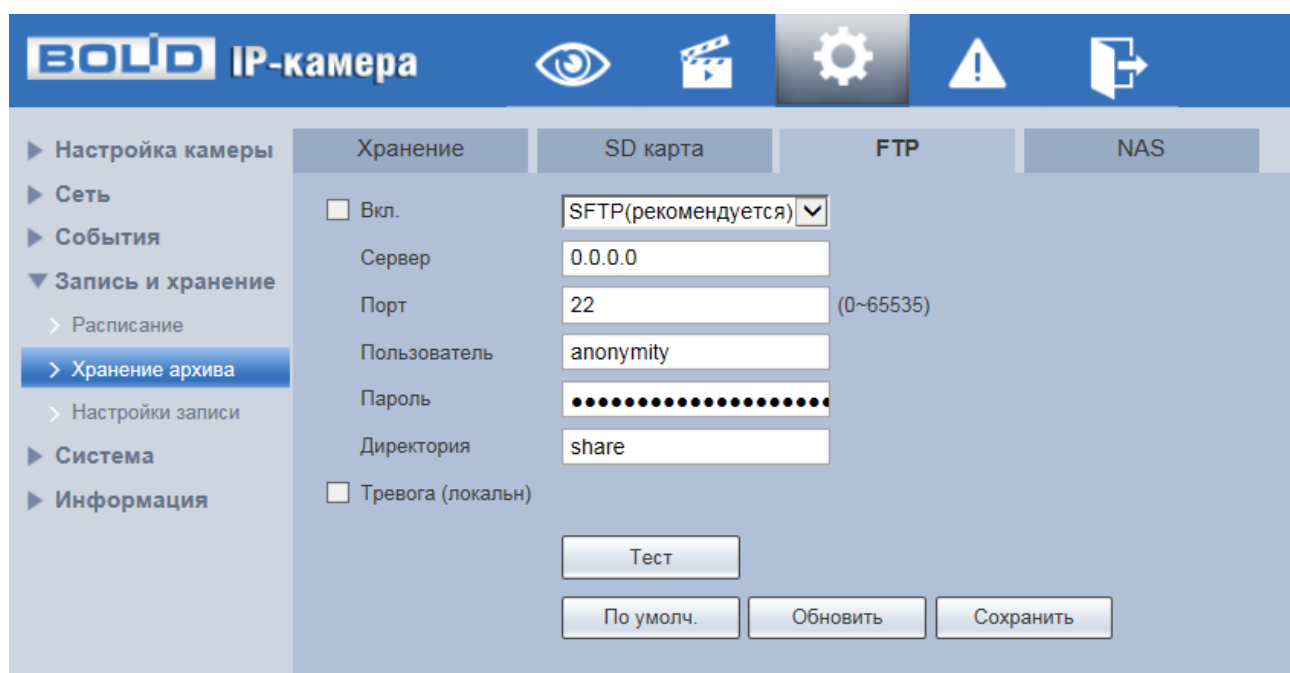 BOLID IP-камера
Настройка камеры
Сеть
События
Запись и хранение
Расписание
Хранение архива
Настройки записи
Система
Информация
Хранение SD карта FTP NAS
Вкл. SFTP(рекомендуется)
Сервер 0.0.0.0
Порт 22 (0~65535)
Пользователь anonymity
Пароль ●●●●●●●●●●●●●●●●●●●●
Директория share
Тревога (локальн)
Тест
По умолч. Обновить Сохранить